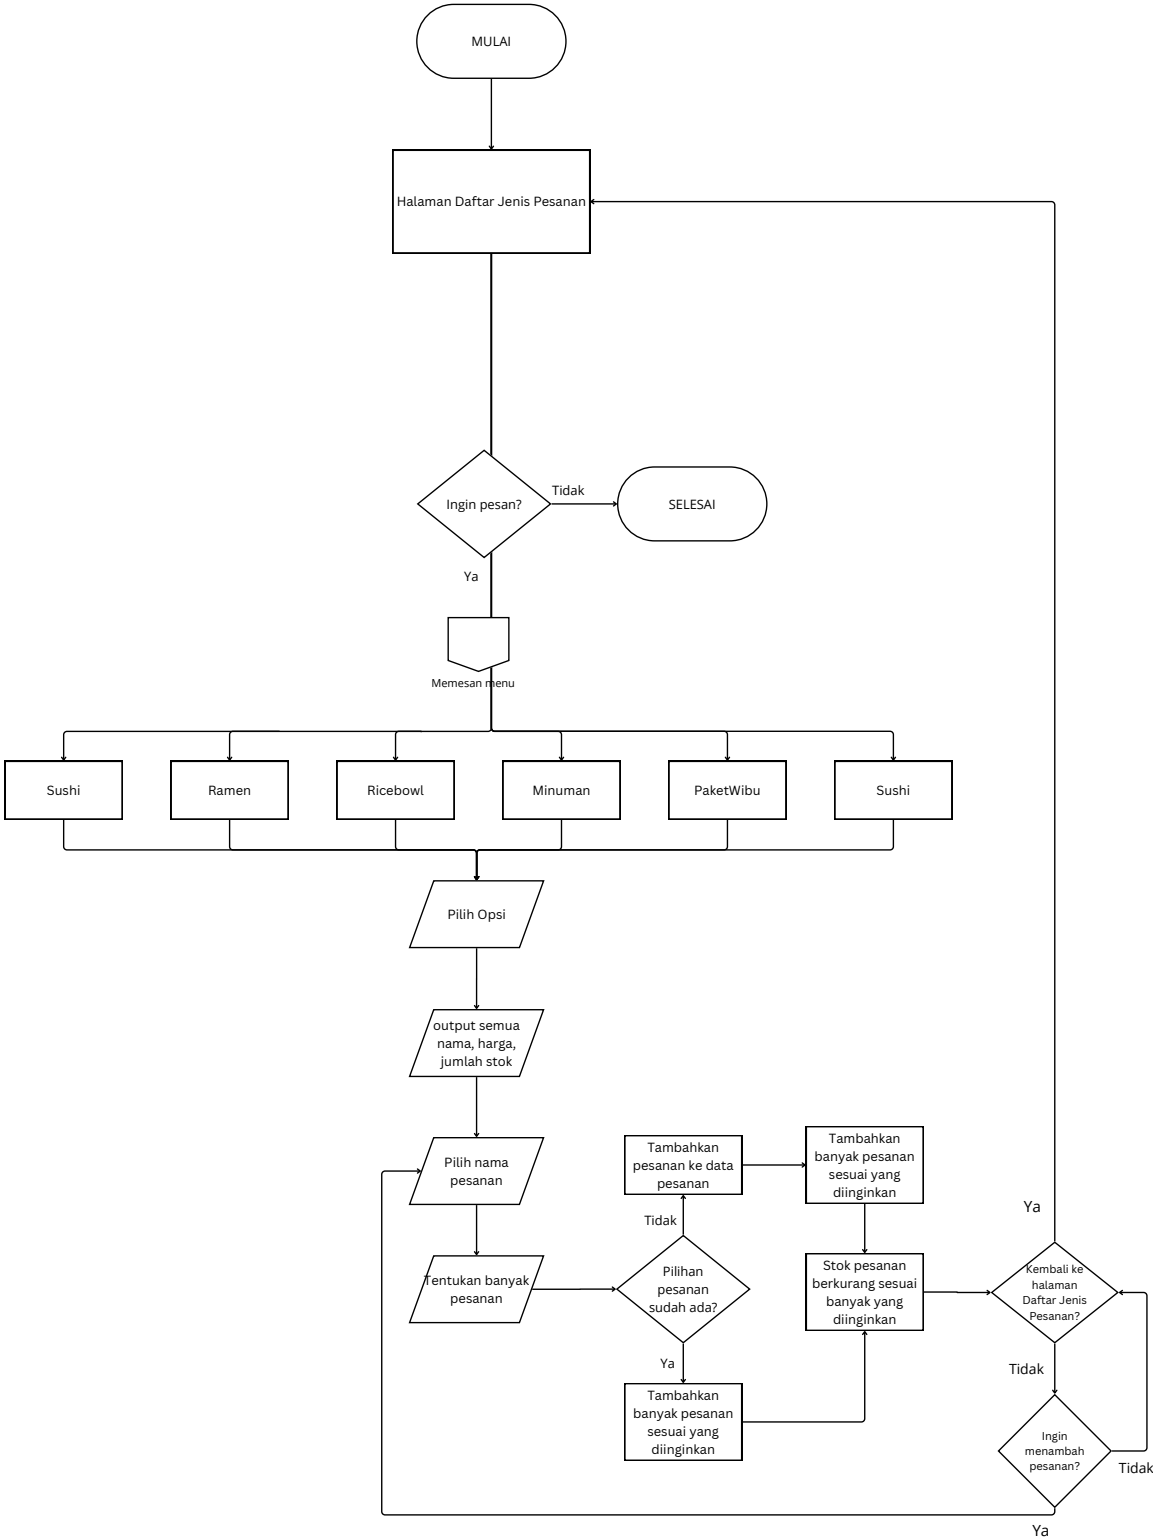 MULAI
Halaman Daftar Jenis Pesanan
Ingin pesan?
Tidak
SELESAI
Ya
Memesan menu
Sushi
Ramen
Ricebowl
Minuman
PaketWibu
Sushi
Pilih Opsi
output semua
nama, harga,
jumlah stok
Pilih nama
pesanan
Tentukan banyak
pesanan
Tambahkan
pesanan ke data
pesanan
Tidak
Pilihan
pesanan
sudah ada?
Ya
Tambahkan
banyak pesanan
sesuai yang
diinginkan
Tambahkan
banyak pesanan
sesuai yang
diinginkan
Stok pesanan
berkurang sesuai
banyak yang
diinginkan
Ya
Kembali ke
halaman
Daftar Jenis
Pesanan?
Tidak
Ingin
menambah
pesanan?
Tidak
Ya